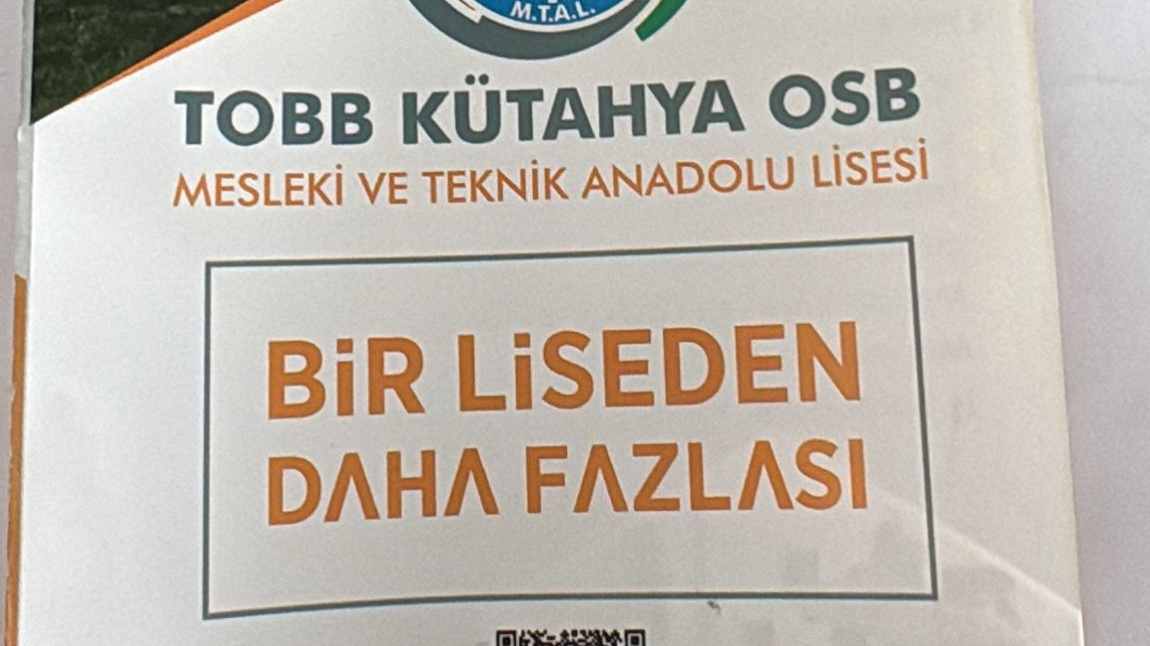 M.T.A.L.
TOBB KÜTAHYA OSB
MESLEKİ VE TEKNİK ANADOLU LİSESİ
BİR LİSEDEN
DAHA FAZLASI